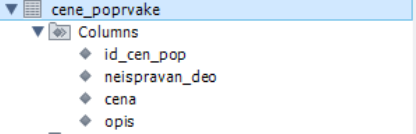 cene_poprvake
Columns
id_cen_pop
neispravan_deo
cena
opis